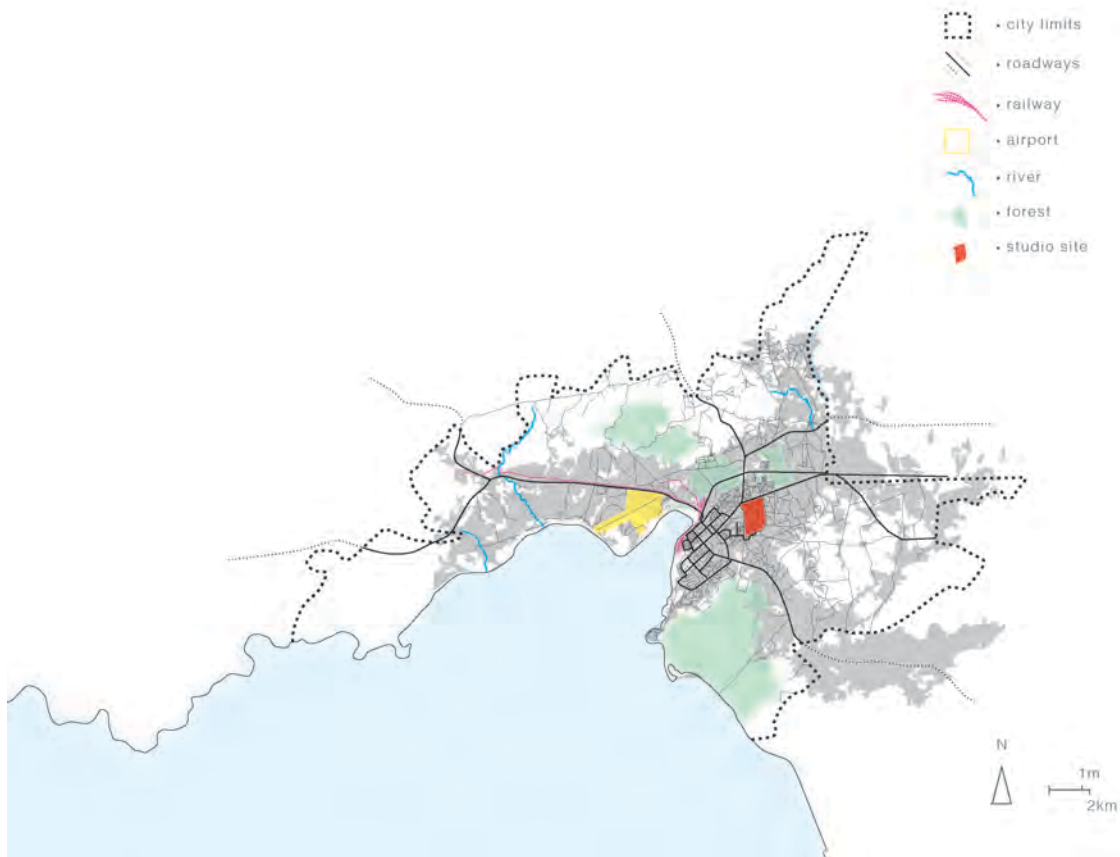 • city limits
• roadways
• railway
• airport
• river
• forest
• studio site
N
1m
2km